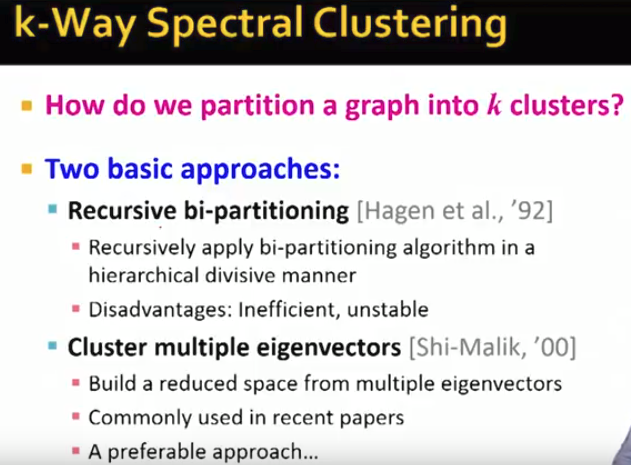 k-Way Spectral Clustering
How do we partition a graph into k clusters?
Two basic approaches:
Recursive bi-partitioning [Hagen et al., ’92]
Recursively apply bi-partitioning algorithm in a
hierarchical divisive manner
Disadvantages: Inefficient, unstable
Cluster multiple eigenvectors [Shi-Malik, ’00]
Build a reduced space from multiple eigenvectors
Commonly used in recent papers
A preferable approach…